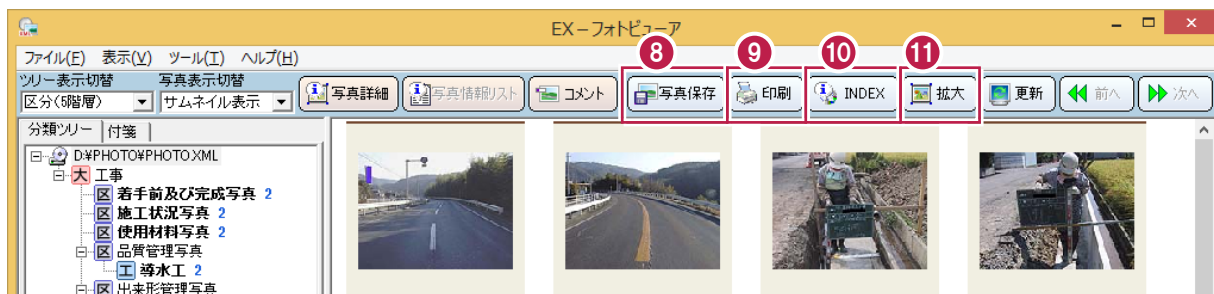 EX－フォトビューア
ファイル(F) 表示(V) ツール(T) ヘルプ(H)
8 9 10 11
ツリー表示切替 写真表示切替
区分(5階層) サムネイル表示 写真詳細 写真情報リスト コメント 写真保存 印刷 INDEX 拡大 更新 前へ 次へ
分類ツリー 付箋
D:¥PHOTO¥PHOTO.XML
大 工事
区 着手前及び完成写真 2
区 施工状況写真 2
区 使用材料写真 2
区 品質管理写真
工 導水工 2
区 出来形管理写真